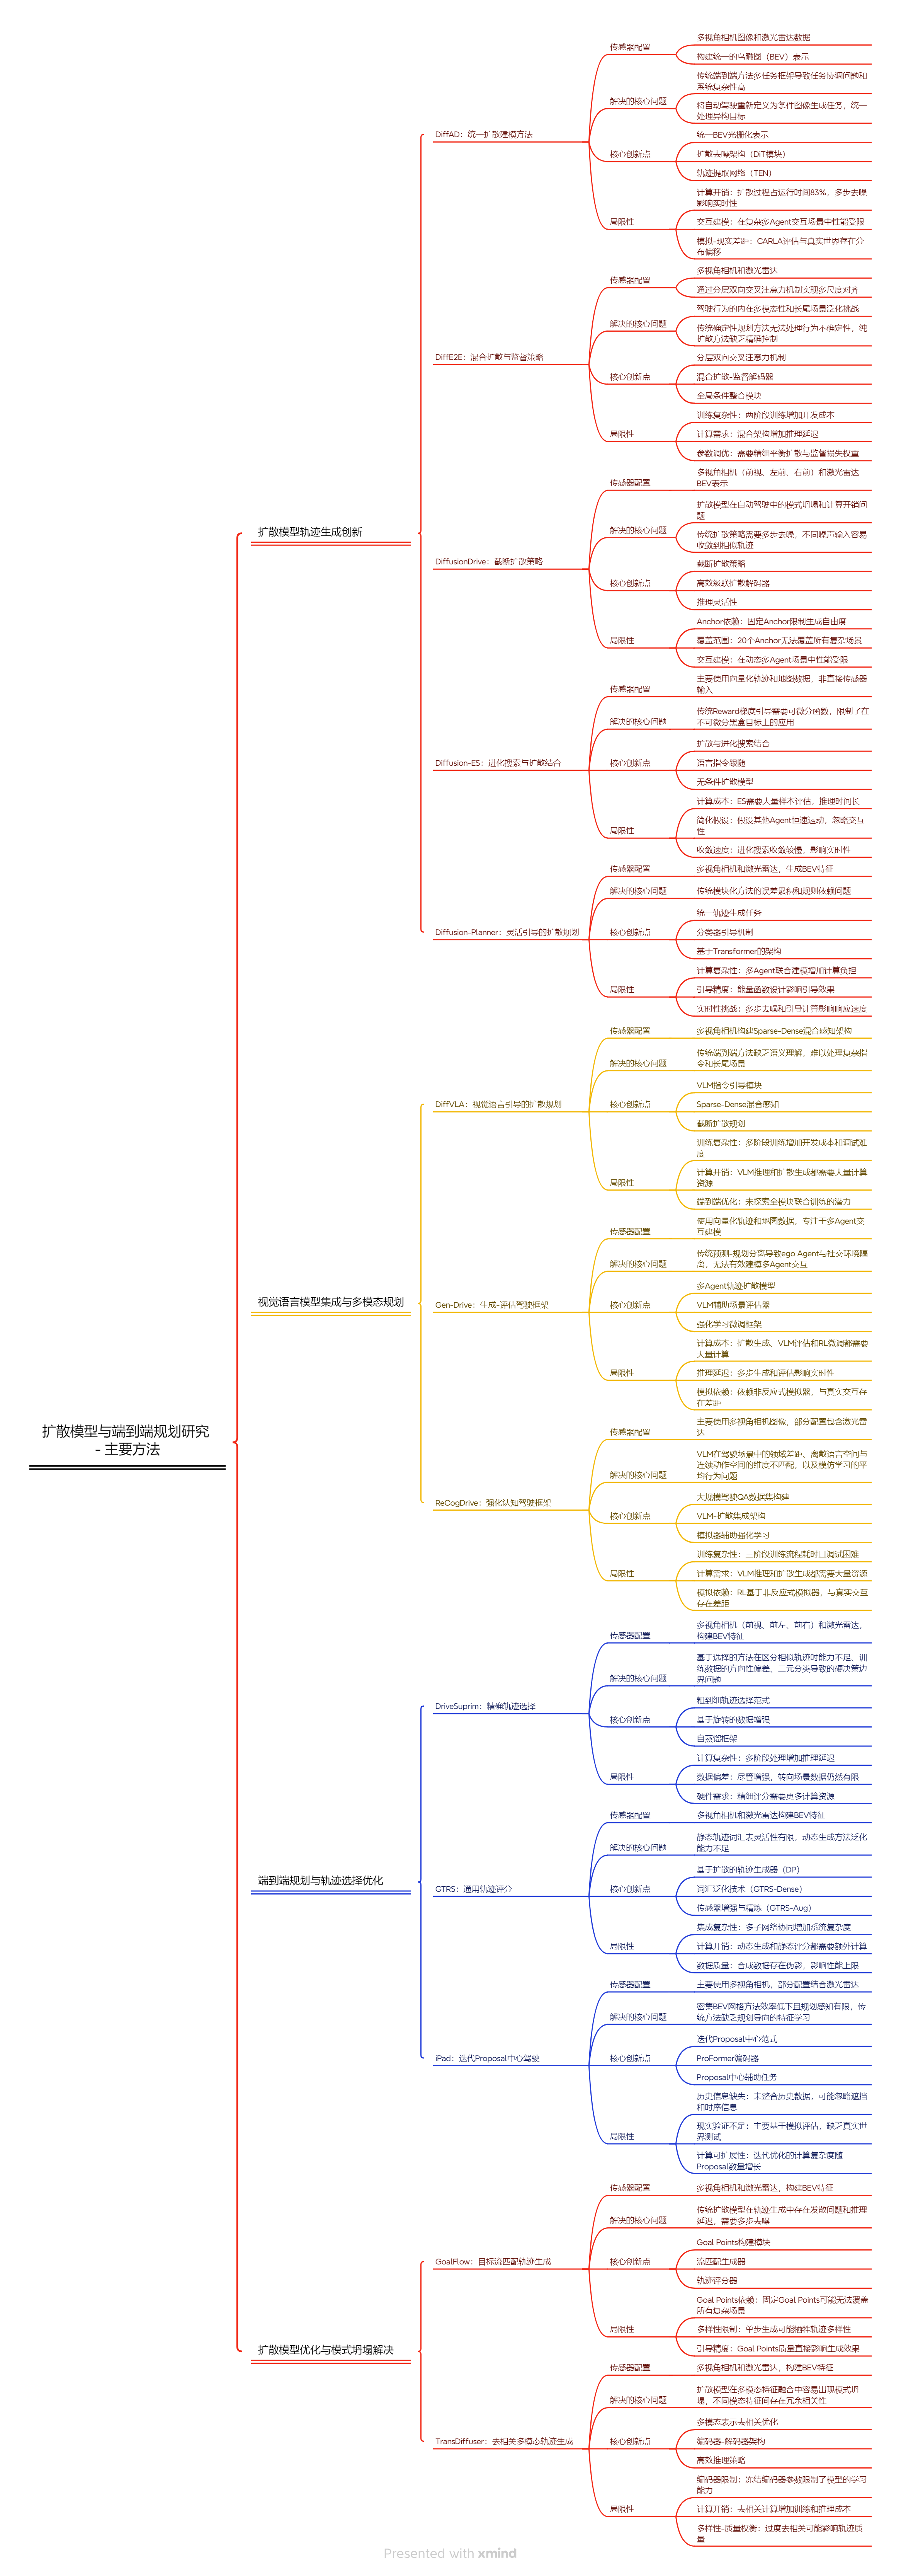 扩散模型与端到端规划研究
- 主要方法
扩散模型轨迹生成创新
DiffAD：统一扩散建模方法
传感器配置
多视角相机图像和激光雷达数据
构建统一的鸟瞰图（BEV）表示
解决的核心问题
传统端到端方法多任务框架导致任务协调问题和
系统复杂性高
将自动驾驶重新定义为条件图像生成任务，统一
处理异构目标
核心创新点
统一BEV光栅化表示
扩散去噪架构（DiT模块）
轨迹提取网络（TEN）
局限性
计算开销：扩散过程占运行时间83%，多步去噪
影响实时性
交互建模：在复杂多Agent交互场景中性能受限
模拟-现实差距：CARLA评估与真实世界存在分
布偏移
DiffE2E：混合扩散与监督策略
传感器配置
多视角相机和激光雷达
通过分层双向交叉注意力机制实现多尺度对齐
解决的核心问题
驾驶行为的内在多模态性和长尾场景泛化挑战
传统确定性规划方法无法处理行为不确定性，纯
扩散方法缺乏精确控制
核心创新点
分层双向交叉注意力机制
混合扩散-监督解码器
全局条件整合模块
局限性
训练复杂性：两阶段训练增加开发成本
计算需求：混合架构增加推理延迟
参数调优：需要精细平衡扩散与监督损失权重
DiffusionDrive：截断扩散策略
传感器配置
多视角相机（前视、左前、右前）和激光雷达
BEV表示
解决的核心问题
扩散模型在自动驾驶中的模式坍塌和计算开销问
题
传统扩散策略需要多步去噪，不同噪声输入容易
收敛到相似轨迹
核心创新点
截断扩散策略
高效级联扩散解码器
推理灵活性
局限性
Anchor依赖：固定Anchor限制生成自由度
覆盖范围：20个Anchor无法覆盖所有复杂场景
交互建模：在动态多Agent场景中性能受限
Diffusion-ES：进化搜索与扩散结合
传感器配置
主要使用向量化轨迹和地图数据，非直接传感器
输入
解决的核心问题
传统Reward梯度引导需要可微分函数，限制了在
不可微分黑盒目标上的应用
核心创新点
扩散与进化搜索结合
语言指令跟随
无条件扩散模型
局限性
计算成本：ES需要大量样本评估，推理时间长
简化假设：假设其他Agent恒速运动，忽略交互
性
收敛速度：进化搜索收敛较慢，影响实时性
Diffusion-Planner：灵活引导的扩散规划
传感器配置
多视角相机和激光雷达，生成BEV特征
解决的核心问题
传统模块化方法的误差累积和规则依赖问题
核心创新点
统一轨迹生成任务
分类器引导机制
基于Transformer的架构
局限性
计算复杂性：多Agent联合建模增加计算负担
引导精度：能量函数设计影响引导效果
实时性挑战：多步去噪和引导计算影响响应速度
视觉语言模型集成与多模态规划
DiffVLA：视觉语言引导的扩散规划
传感器配置
多视角相机构建Sparse-Dense混合感知架构
解决的核心问题
传统端到端方法缺乏语义理解，难以处理复杂指
令和长尾场景
核心创新点
VLM指令引导模块
Sparse-Dense混合感知
截断扩散规划
局限性
训练复杂性：多阶段训练增加开发成本和调试难
度
计算开销：VLM推理和扩散生成都需要大量计算
资源
端到端优化：未探索全模块联合训练的潜力
Gen-Drive：生成-评估驾驶框架
传感器配置
使用向量化轨迹和地图数据，专注于多Agent交
互建模
解决的核心问题
传统预测-规划分离导致ego Agent与社交环境隔
离，无法有效建模多Agent交互
核心创新点
多Agent轨迹扩散模型
VLM辅助场景评估器
强化学习微调框架
局限性
计算成本：扩散生成、VLM评估和RL微调都需要
大量计算
推理延迟：多步生成和评估影响实时性
模拟依赖：依赖非反应式模拟器，与真实交互存
在差距
ReCogDrive：强化认知驾驶框架
传感器配置
主要使用多视角相机图像，部分配置包含激光雷
达
解决的核心问题
VLM在驾驶场景中的领域差距、离散语言空间与
连续动作空间的维度不匹配，以及模仿学习的平
均行为问题
核心创新点
大规模驾驶QA数据集构建
VLM-扩散集成架构
模拟器辅助强化学习
局限性
训练复杂性：三阶段训练流程耗时且调试困难
计算需求：VLM推理和扩散生成都需要大量资源
模拟依赖：RL基于非反应式模拟器，与真实交互
存在差距
端到端规划与轨迹选择优化
DriveSuprim：精确轨迹选择
传感器配置
多视角相机（前视、前左、前右）和激光雷达，
构建BEV特征
解决的核心问题
基于选择的方法在区分相似轨迹时能力不足、训
练数据的方向性偏差、二元分类导致的硬决策边
界问题
核心创新点
粗到细轨迹选择范式
基于旋转的数据增强
自蒸馏框架
局限性
计算复杂性：多阶段处理增加推理延迟
数据偏差：尽管增强，转向场景数据仍然有限
硬件需求：精细评分需要更多计算资源
GTRS：通用轨迹评分
传感器配置
多视角相机和激光雷达构建BEV特征
解决的核心问题
静态轨迹词汇表灵活性有限，动态生成方法泛化
能力不足
核心创新点
基于扩散的轨迹生成器（DP）
词汇泛化技术（GTRS-Dense）
传感器增强与精炼（GTRS-Aug）
局限性
集成复杂性：多子网络协同增加系统复杂度
计算开销：动态生成和静态评分都需要额外计算
数据质量：合成数据存在伪影，影响性能上限
iPad：迭代Proposal中心驾驶
传感器配置
主要使用多视角相机，部分配置结合激光雷达
解决的核心问题
密集BEV网格方法效率低下且规划感知有限，传
统方法缺乏规划导向的特征学习
核心创新点
迭代Proposal中心范式
ProFormer编码器
Proposal中心辅助任务
局限性
历史信息缺失：未整合历史数据，可能忽略遮挡
和时序信息
现实验证不足：主要基于模拟评估，缺乏真实世
界测试
计算可扩展性：迭代优化的计算复杂度随
Proposal数量增长
扩散模型优化与模式坍塌解决
GoalFlow：目标流匹配轨迹生成
传感器配置
多视角相机和激光雷达，构建BEV特征
解决的核心问题
传统扩散模型在轨迹生成中存在发散问题和推理
延迟，需要多步去噪
核心创新点
Goal Points构建模块
流匹配生成器
轨迹评分器
局限性
Goal Points依赖：固定Goal Points可能无法覆盖
所有复杂场景
多样性限制：单步生成可能牺牲轨迹多样性
引导精度：Goal Points质量直接影响生成效果
TransDiffuser：去相关多模态轨迹生成
传感器配置
多视角相机和激光雷达，构建BEV特征
解决的核心问题
扩散模型在多模态特征融合中容易出现模式坍
塌，不同模态特征间存在冗余相关性
核心创新点
多模态表示去相关优化
编码器-解码器架构
高效推理策略
局限性
编码器限制：冻结编码器参数限制了模型的学习
能力
计算开销：去相关计算增加训练和推理成本
多样性-质量权衡：过度去相关可能影响轨迹质
量
Presented with xmind